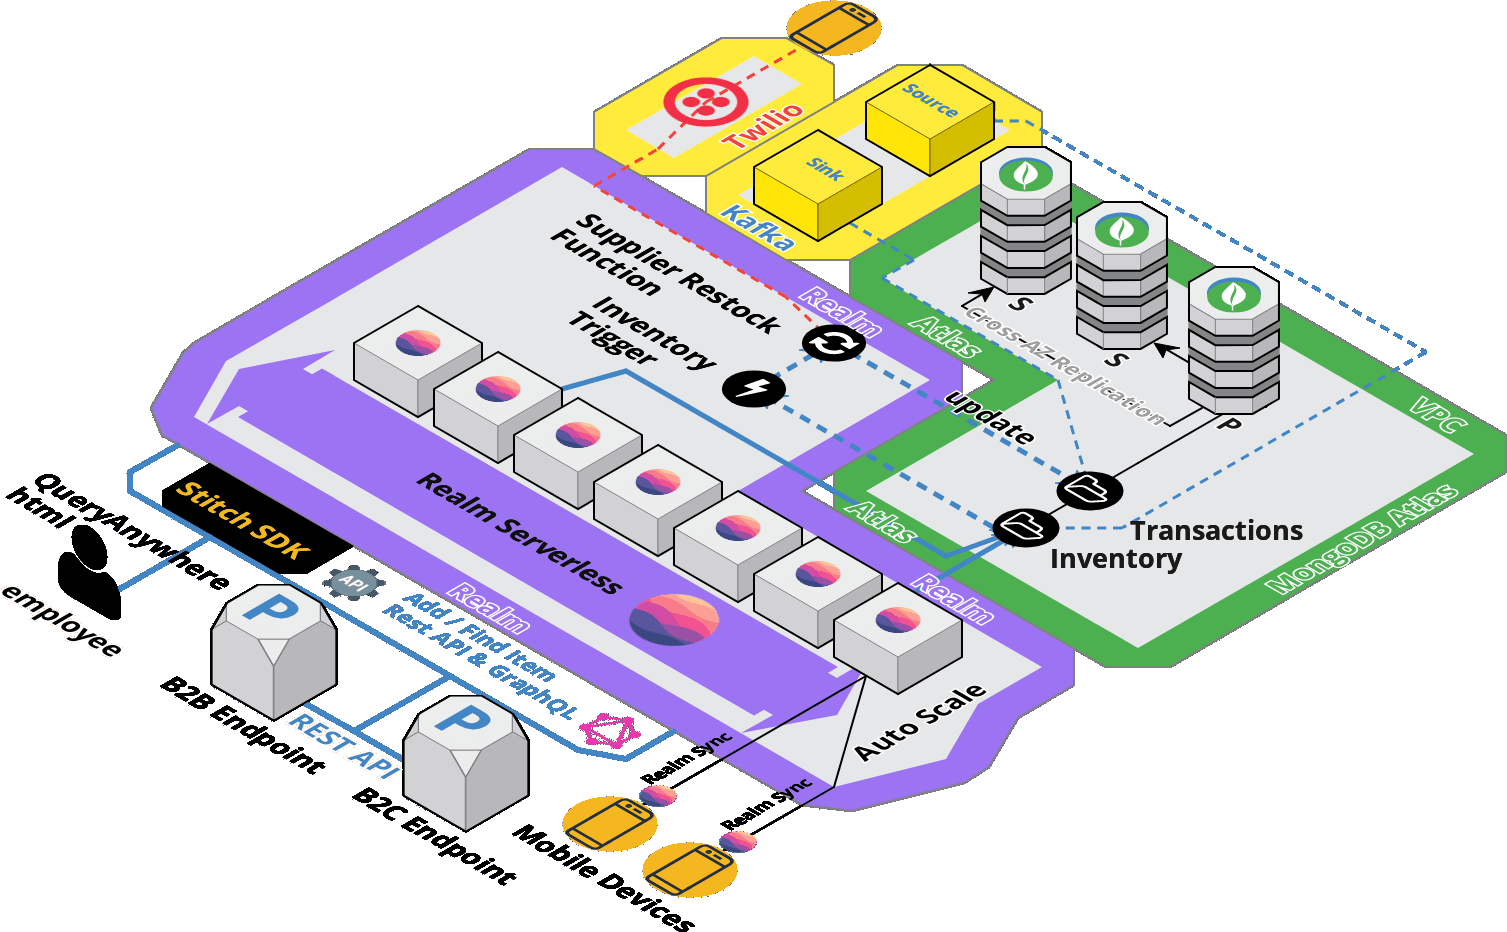 Twilio
Source
Sink
Kafka
Supplier Restock
Function
Inventory
Trigger
Realm
Atlas
S
S
P
Cross-AZ-Replication
VPC
update
MongoDB Atlas
Atlas
Transactions
Inventory
Realm
Realm Serverless
Realm
Auto Scale
QueryAnywhere
html
Stitch SDK
employee
API
Add / Find Item
Rest API & GraphQL
P
B2B Endpoint
REST API
P
B2C Endpoint
Realm Sync
Realm Sync
Mobile Devices